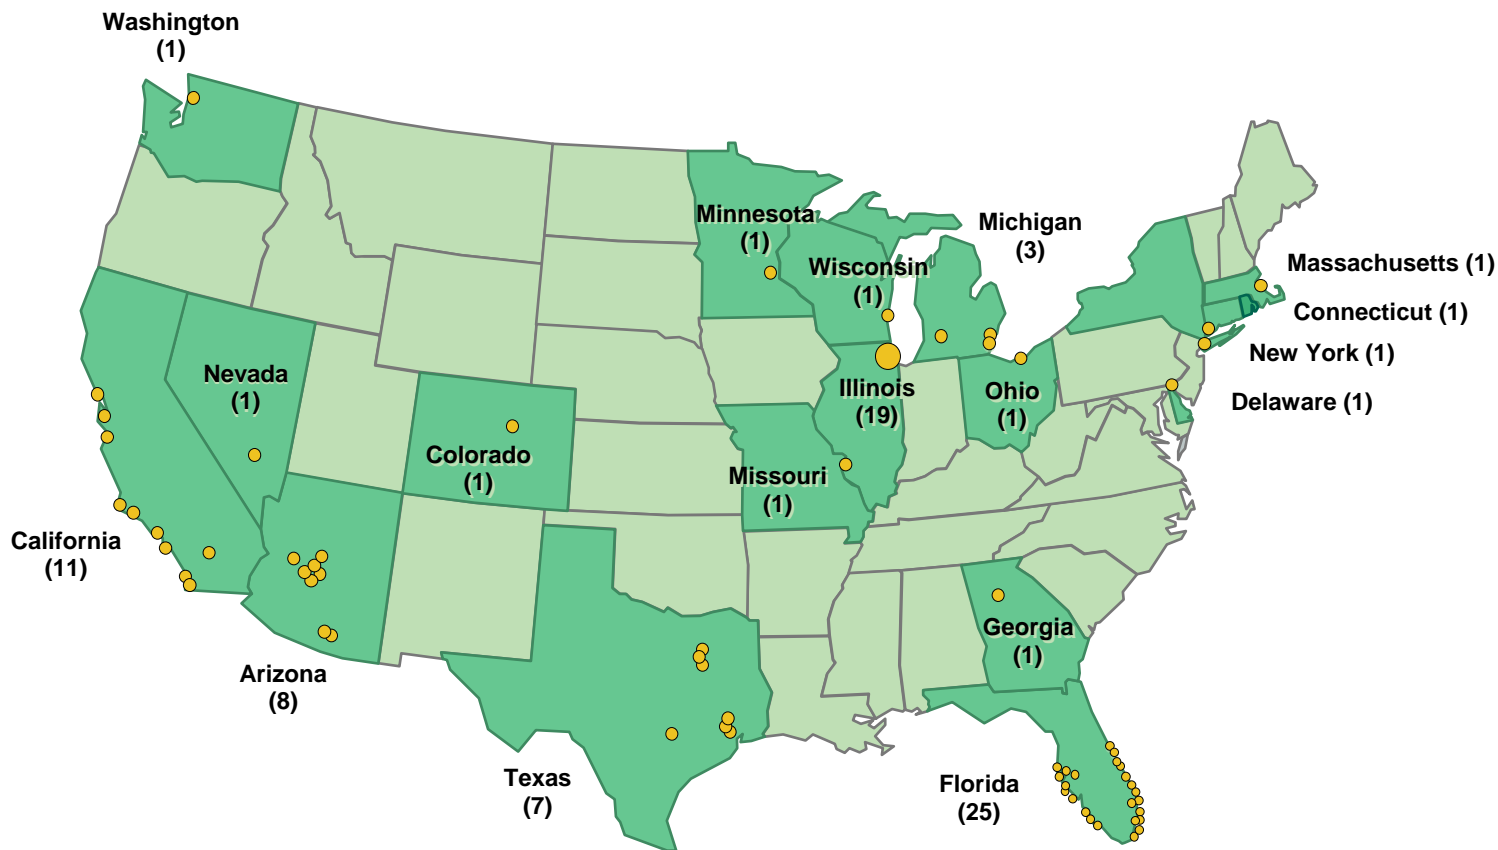 Washington
(1)
Minnesota
(1)
Michigan
(3)
Wisconsin
(1)
Massachusetts (1)
Connecticut (1)
New York (1)
Nevada
(1)
Illinois
(19)
Ohio
(1)
Delaware (1)
Colorado
(1)
Missouri
(1)
California
(11)
Georgia
(1)
Arizona
(8)
Texas
(7)
Florida
(25)